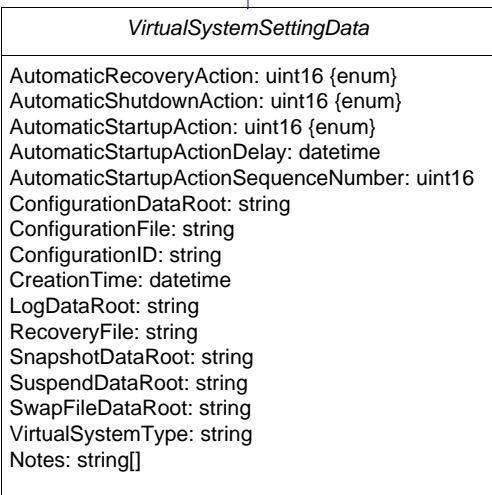 VirtualSystemSettingData
AutomaticRecoveryAction: uint16 {enum}
AutomaticShutdownAction: uint16 {enum}
AutomaticStartupAction: uint16 {enum}
AutomaticStartupActionDelay: datetime
AutomaticStartupActionSequenceNumber: uint16
ConfigurationDataRoot: string
ConfigurationFile: string
ConfigurationID: string
CreationTime: datetime
LogDataRoot: string
RecoveryFile: string
SnapshotDataRoot: string
SuspendDataRoot: string
SwapFileDataRoot: string
VirtualSystemType: string
Notes: string[]